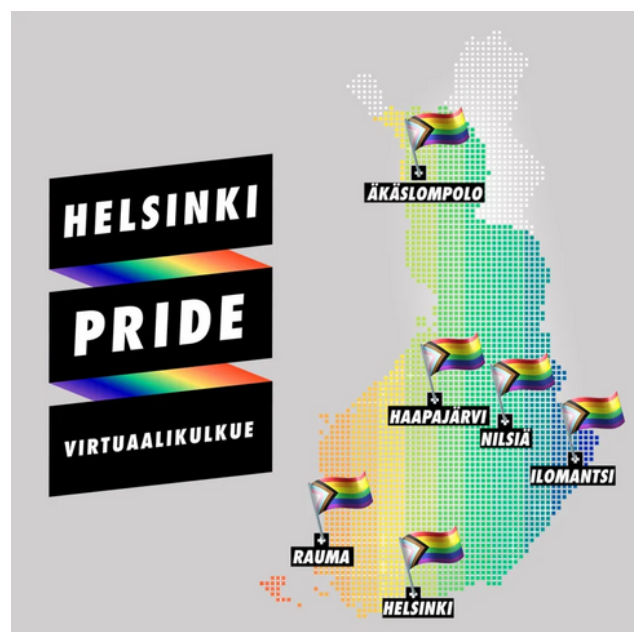 HELSINKI
PRIDE
VIRTUAALIKULKUE
ÄKÄSLOMPOLO
HAAPAJÄRVI
NILSIÄ
ILOMANTSI
RAUMA
HELSINKI